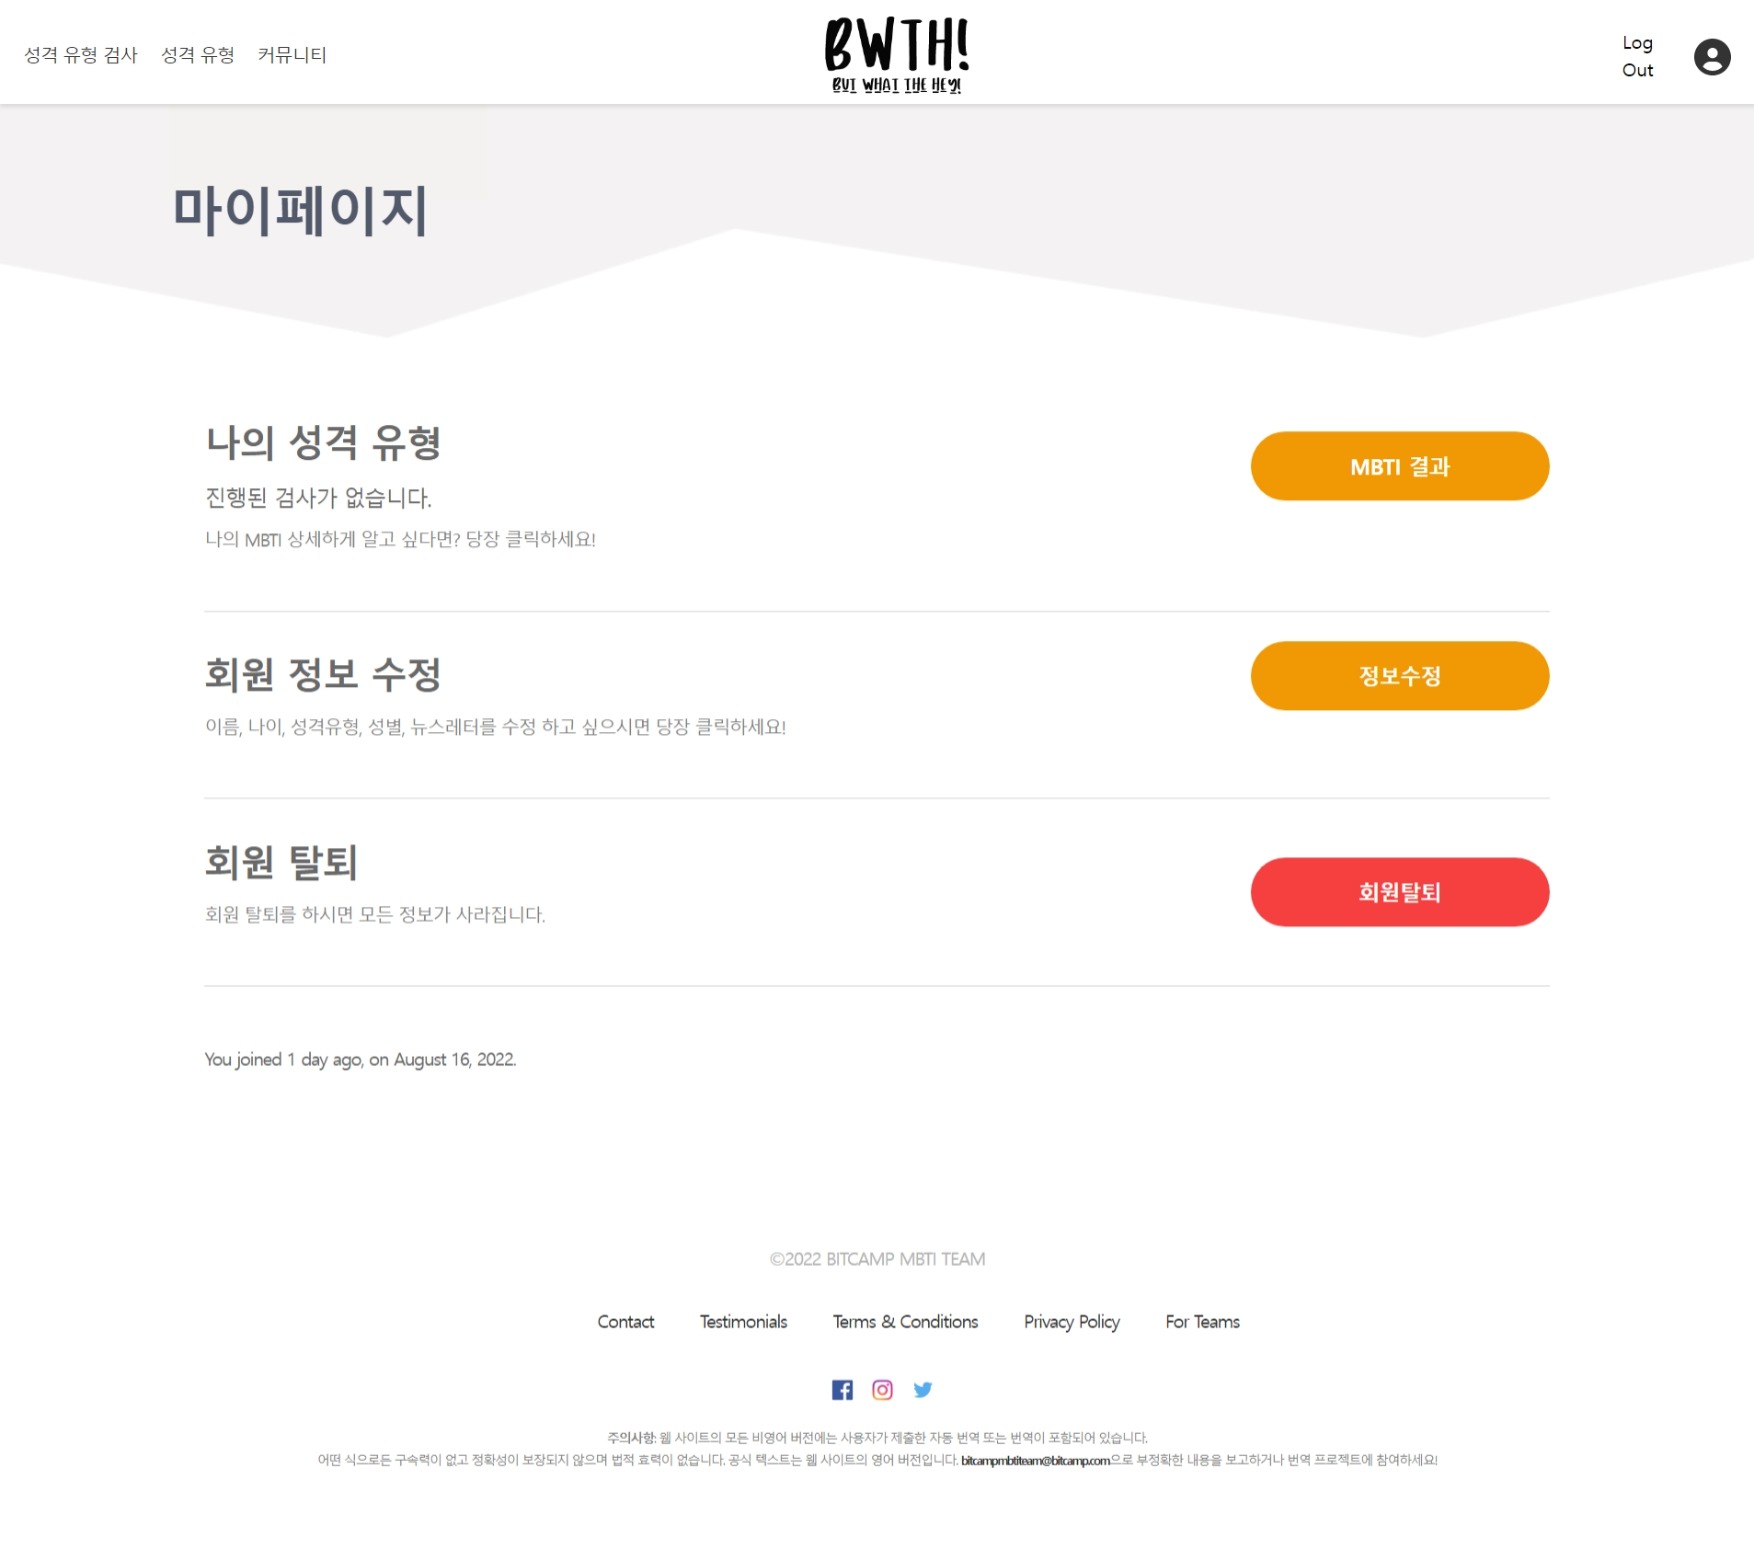 성격 유형 검사 성격 유형 커뮤니티
BWTH!
BUT WHAT THE HEY!
Log
Out
마이페이지
나의 성격 유형
MBTI 결과
진행된 검사가 없습니다.
나의 MBTI 상세하게 알고 싶다면? 당장 클릭하세요!
회원 정보 수정
정보수정
이름, 나이, 성격유형, 성별, 뉴스레터를 수정 하고 싶으시면 당장 클릭하세요!
회원 탈퇴
회원탈퇴
회원 탈퇴를 하시면 모든 정보가 사라집니다.
You joined 1 day ago, on August 16, 2022.
©2022 BITCAMP MBTI TEAM
Contact Testimonials Terms & Conditions Privacy Policy For Teams
주의사항: 웹 사이트의 모든 비영어 버전에는 사용자가 제출한 자동 번역 또는 번역이 포함되어 있습니다.
어떤 식으로든 구속력이 없고 정확성이 보장되지 않으며 법적 효력이 없습니다. 공식 텍스트는 웹 사이트의 영어 버전입니다. bitcampmbtiteam@bitcamp.com으로 부정확한 내용을 보고하거나 번역 프로젝트에 참여하세요!